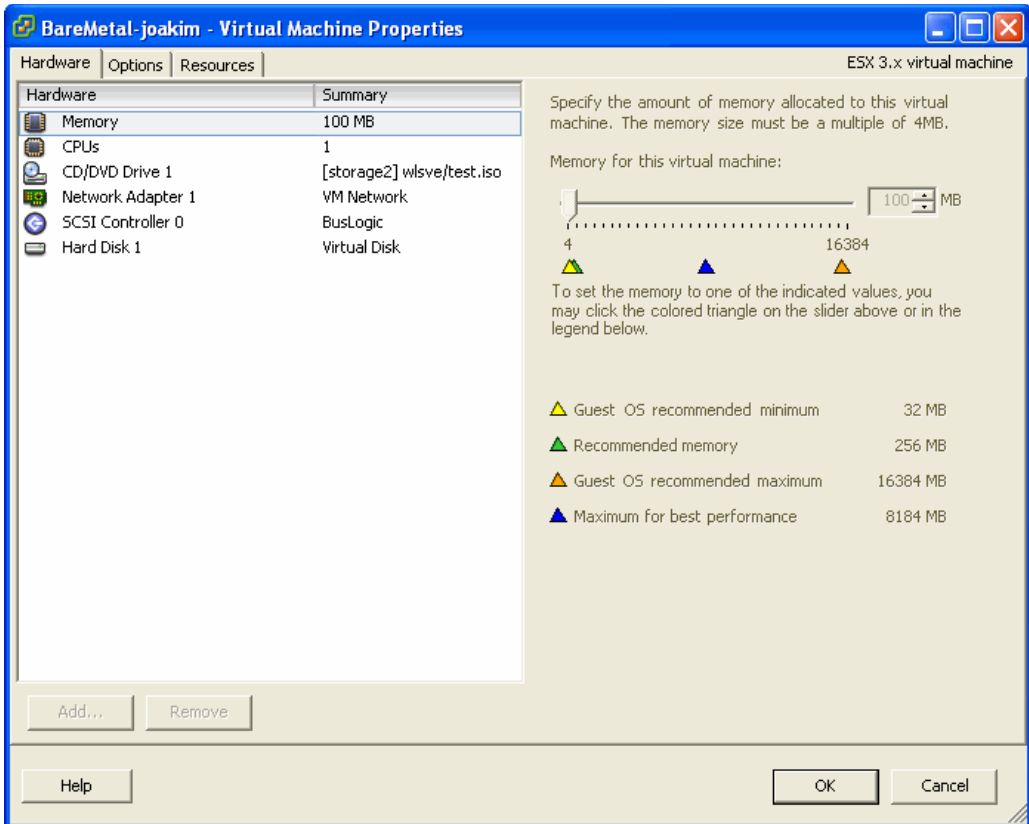 BareMetal-joakim - Virtual Machine Properties
Hardware Options Resources ESX 3.x virtual machine
Hardware Summary
Memory 100 MB
CPUs 1
CD/DVD Drive 1 [storage2] wlsve/test.iso
Network Adapter 1 VM Network
SCSI Controller 0 BusLogic
Hard Disk 1 Virtual Disk
Specify the amount of memory allocated to this virtual
machine. The memory size must be a multiple of 4MB.
Memory for this virtual machine:
100 MB
4 16384
To set the memory to one of the indicated values, you
may click the colored triangle on the slider above or in the
legend below.
Guest OS recommended minimum 32 MB
Recommended memory 256 MB
Guest OS recommended maximum 16384 MB
Maximum for best performance 8184 MB
Add... Remove
Help OK Cancel